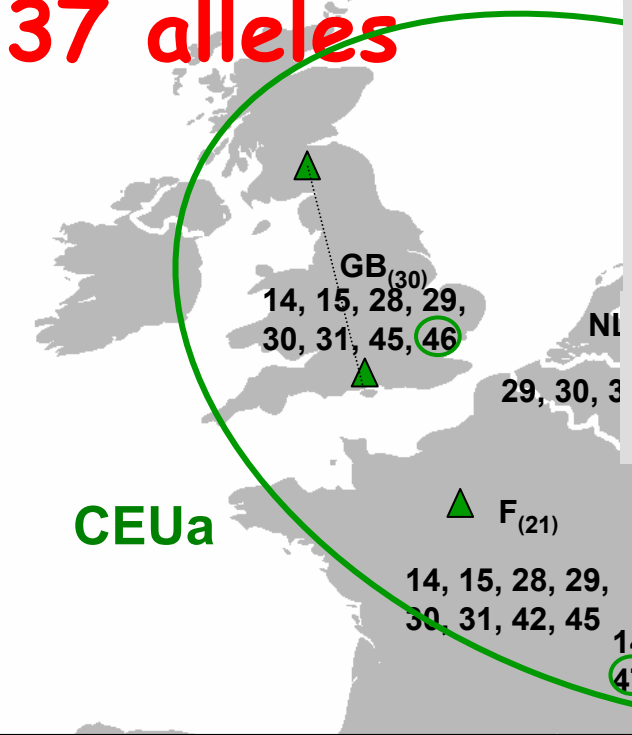 37 alleles
GB(30)
14, 15, 28, 29,
30, 31, 45, 46
NL
29, 30, 3
CEUa
F(21)
14, 15, 28, 29,
30, 31, 42, 45